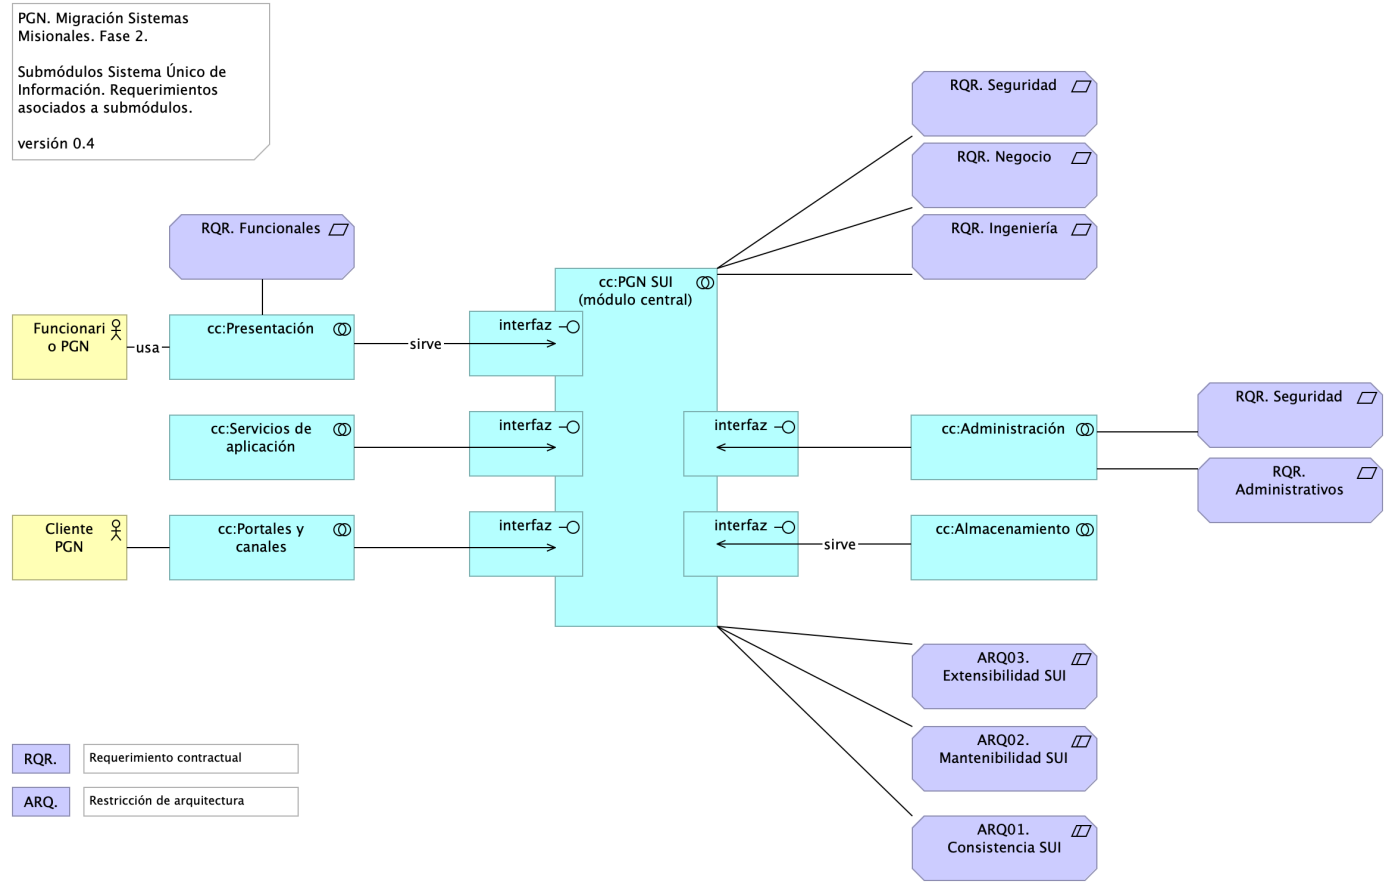 PGN. Migración Sistemas
Misionales. Fase 2.
Submódulos Sistema Único de
Información. Requerimientos
asociados a submódulos.
versión 0.4
RQR. Seguridad
RQR. Negocio
RQR. Ingeniería
RQR. Funcionales
cc:PGN SUI
(módulo central)
Funcionari
o PGN
usa
cc:Presentación
sirve
interfaz
cc:Servicios de
aplicación
interfaz
interfaz
cc:Administración
RQR. Seguridad
RQR.
Administrativos
Cliente
PGN
cc:Portales y
canales
interfaz
interfaz
sirve
cc:Almacenamiento
ARQ03.
Extensibilidad SUI
ARQ02.
Mantenibilidad SUI
ARQ01.
Consistencia SUI
RQR.
Requerimiento contractual
ARQ.
Restricción de arquitectura